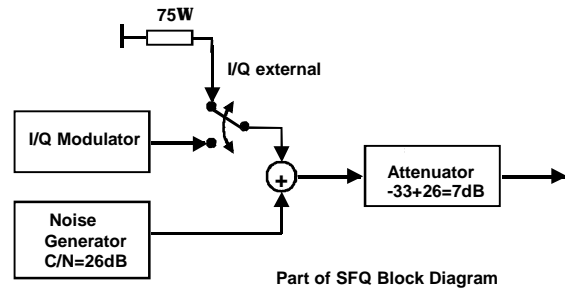 75W
I/Q external
I/Q Modulator
+
Attenuator
-33+26=7dB
Noise
Generator
C/N=26dB
Part of SFQ Block Diagram